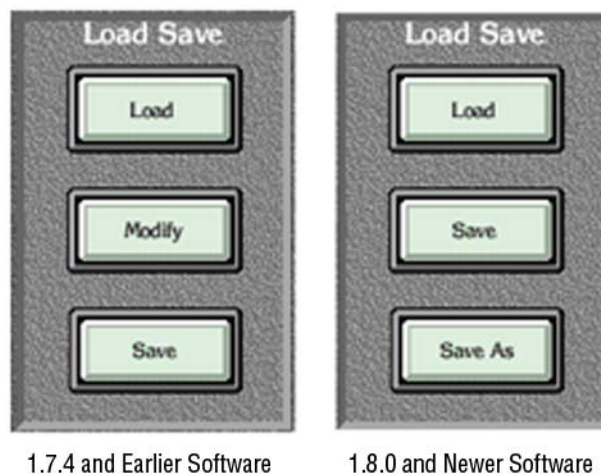 Load Save
Load
Modify
Save
1.7.4 and Earlier Software
Load Save
Load
Save
Save As
1.8.0 and Newer Software